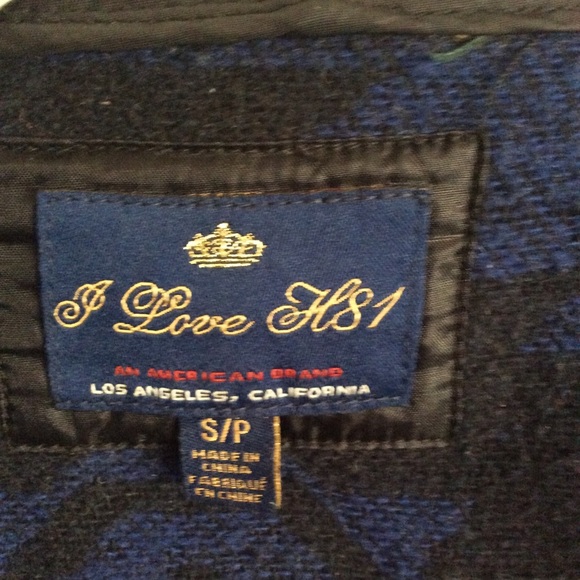 I Love H81
AN AMERICAN BRAND
LOS ANGELES, CALIFORNIA
S/P
MADE IN
CHINA
FABRIQUÉ
EN CHINE